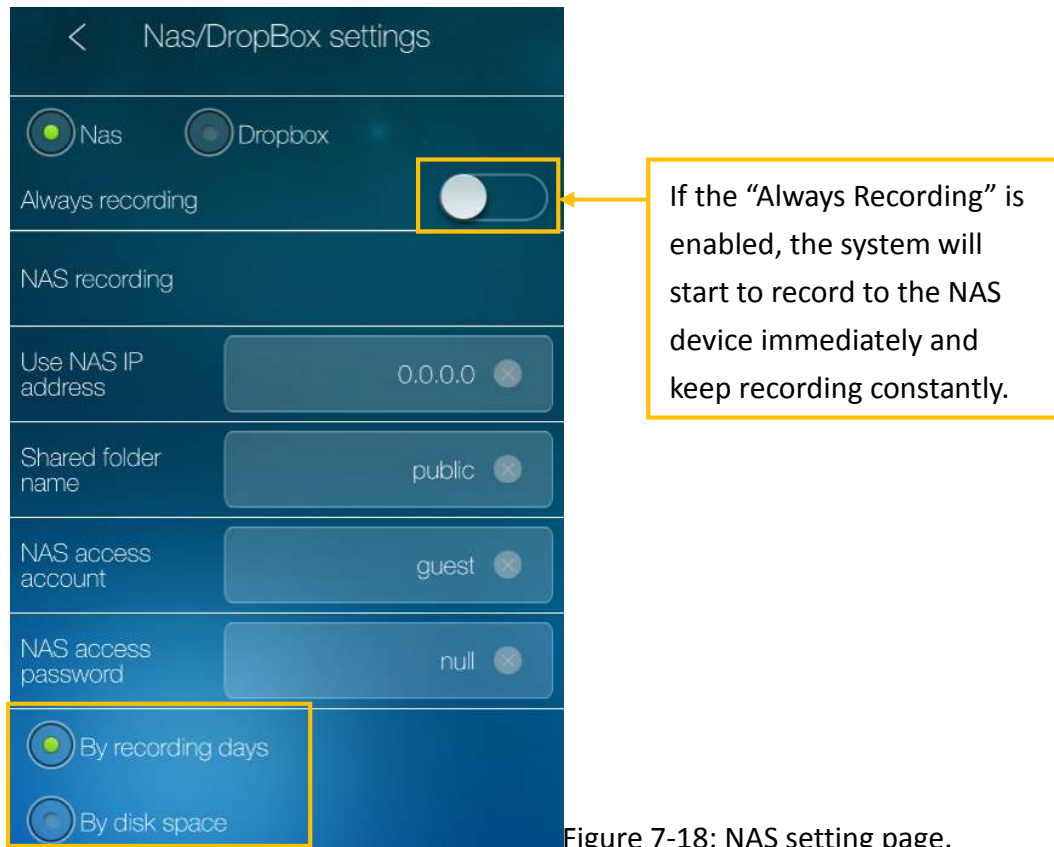 < Nas/DropBox settings
Nas Dropbox
Always recording
If the “Always Recording” is
enabled, the system will
start to record to the NAS
device immediately and
keep recording constantly.
NAS recording
Use NAS IP
address
0.0.0.0
Shared folder
name
public
NAS access
account
guest
NAS access
password
null
By recording days
By disk space
Figure 7-18: NAS setting page.